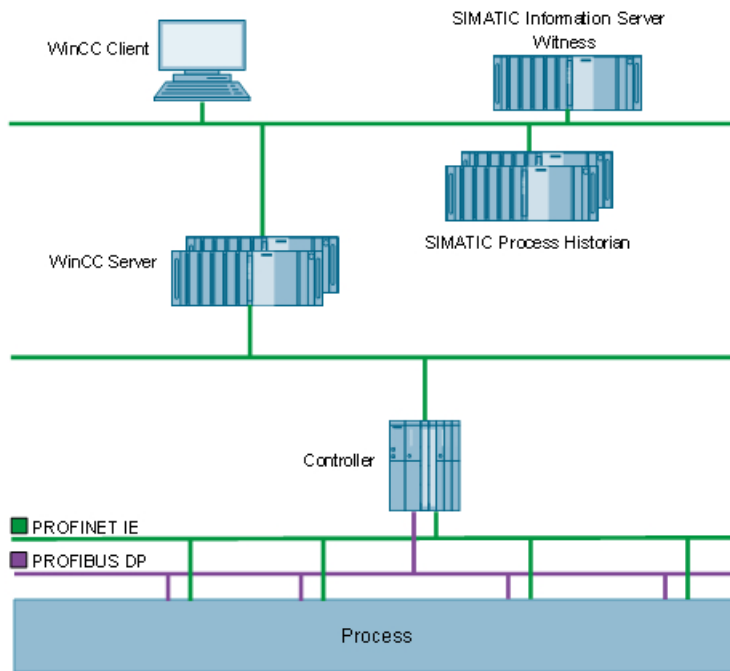 WinCC Client
SIMATIC Information Server
Witness
SIMATIC Process Historian
WinCC Server
Controller
PROFINET IE
PROFIBUS DP
Process